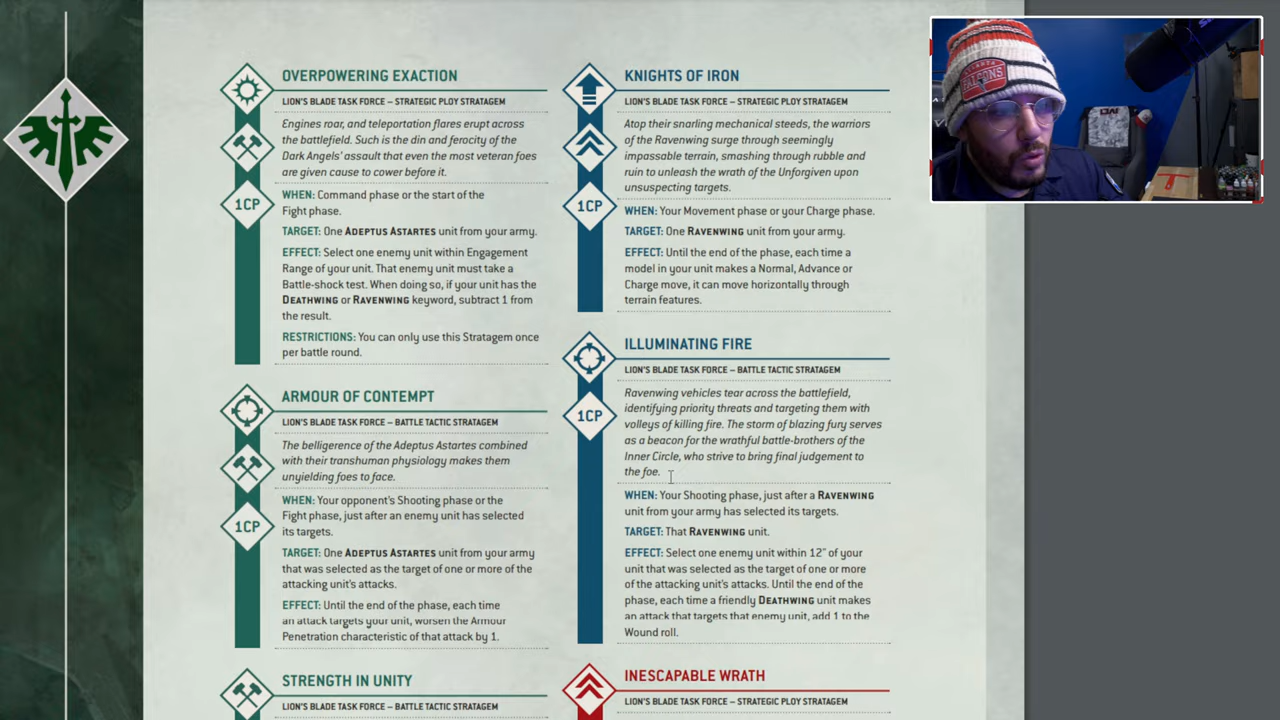 OVERPOWERING EXACTION
LION'S BLADE TASK FORCE – STRATEGIC PLOY STRATAGEM
Engines roar, and teleportation flares erupt across
the battlefield. Such is the din and ferocity of the
Dark Angels' assault that even the most veteran foes
are given cause to cower before it.
1CP
WHEN: Command phase or the start of the
Fight phase.
TARGET: One ADEPTUS ASTARTES unit from your army.
EFFECT: Select one enemy unit within Engagement
Range of your unit. That enemy unit must take a
Battle-shock test. When doing so, if your unit has the
DEATHWING or RAVENWING keyword, subtract 1 from
the result.
RESTRICTIONS: You can only use this Stratagem once
per battle round.
ARMOUR OF CONTEMPT
LION'S BLADE TASK FORCE – BATTLE TACTIC STRATAGEM
The belligerence of the Adeptus Astartes combined
with their transhuman physiology makes them
unyielding foes to face.
1CP
WHEN: Your opponent's Shooting phase or the
Fight phase, just after an enemy unit has selected
its targets.
TARGET: One ADEPTUS ASTARTES unit from your army
that was selected as the target of one or more of the
attacking unit's attacks.
EFFECT: Until the end of the phase, each time
an attack targets your unit, worsen the Armour
Penetration characteristic of that attack by 1.
STRENGTH IN UNITY
LION'S BLADE TASK FORCE – BATTLE TACTIC STRATAGEM
KNIGHTS OF IRON
LION'S BLADE TASK FORCE – STRATEGIC PLOY STRATAGEM
Atop their snarling mechanical steeds, the warriors
of the Ravenwing surge through seemingly
impassable terrain, smashing through rubble and
ruin to unleash the wrath of the Unforgiven upon
unsuspecting targets.
1CP
WHEN: Your Movement phase or your Charge phase.
TARGET: One RAVENWING unit from your army.
EFFECT: Until the end of the phase, each time a
model in your unit makes a Normal, Advance or
Charge move, it can move horizontally through
terrain features.
ILLUMINATING FIRE
LION'S BLADE TASK FORCE – BATTLE TACTIC STRATAGEM
Ravenwing vehicles tear across the battlefield,
identifying priority threats and targeting them with
volleys of killing fire. The storm of blazing fury serves
as a beacon for the wrathful battle-brothers of the
Inner Circle, who strive to bring final judgement to
the foe.
1CP
WHEN: Your Shooting phase, just after a RAVENWING
unit from your army has selected its targets.
TARGET: That RAVENWING unit.
EFFECT: Select one enemy unit within 12" of your
unit that was selected as the target of one or more
of the attacking unit's attacks. Until the end of the
phase, each time a friendly DEATHWING unit makes
an attack that targets that enemy unit, add 1 to the
Wound roll.
INESCAPABLE WRATH
LION'S BLADE TASK FORCE – STRATEGIC PLOY STRATAGEM
FALCONS